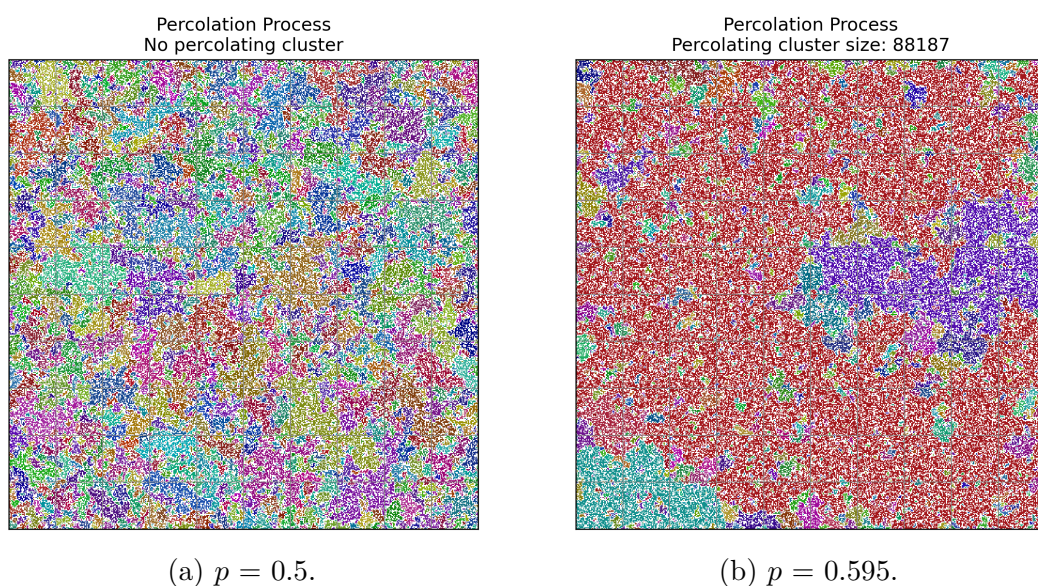 Percolation Process
No percolating cluster
Percolation Process
Percolating cluster size: 88187
(a) p = 0.5.
(b) p = 0.595.